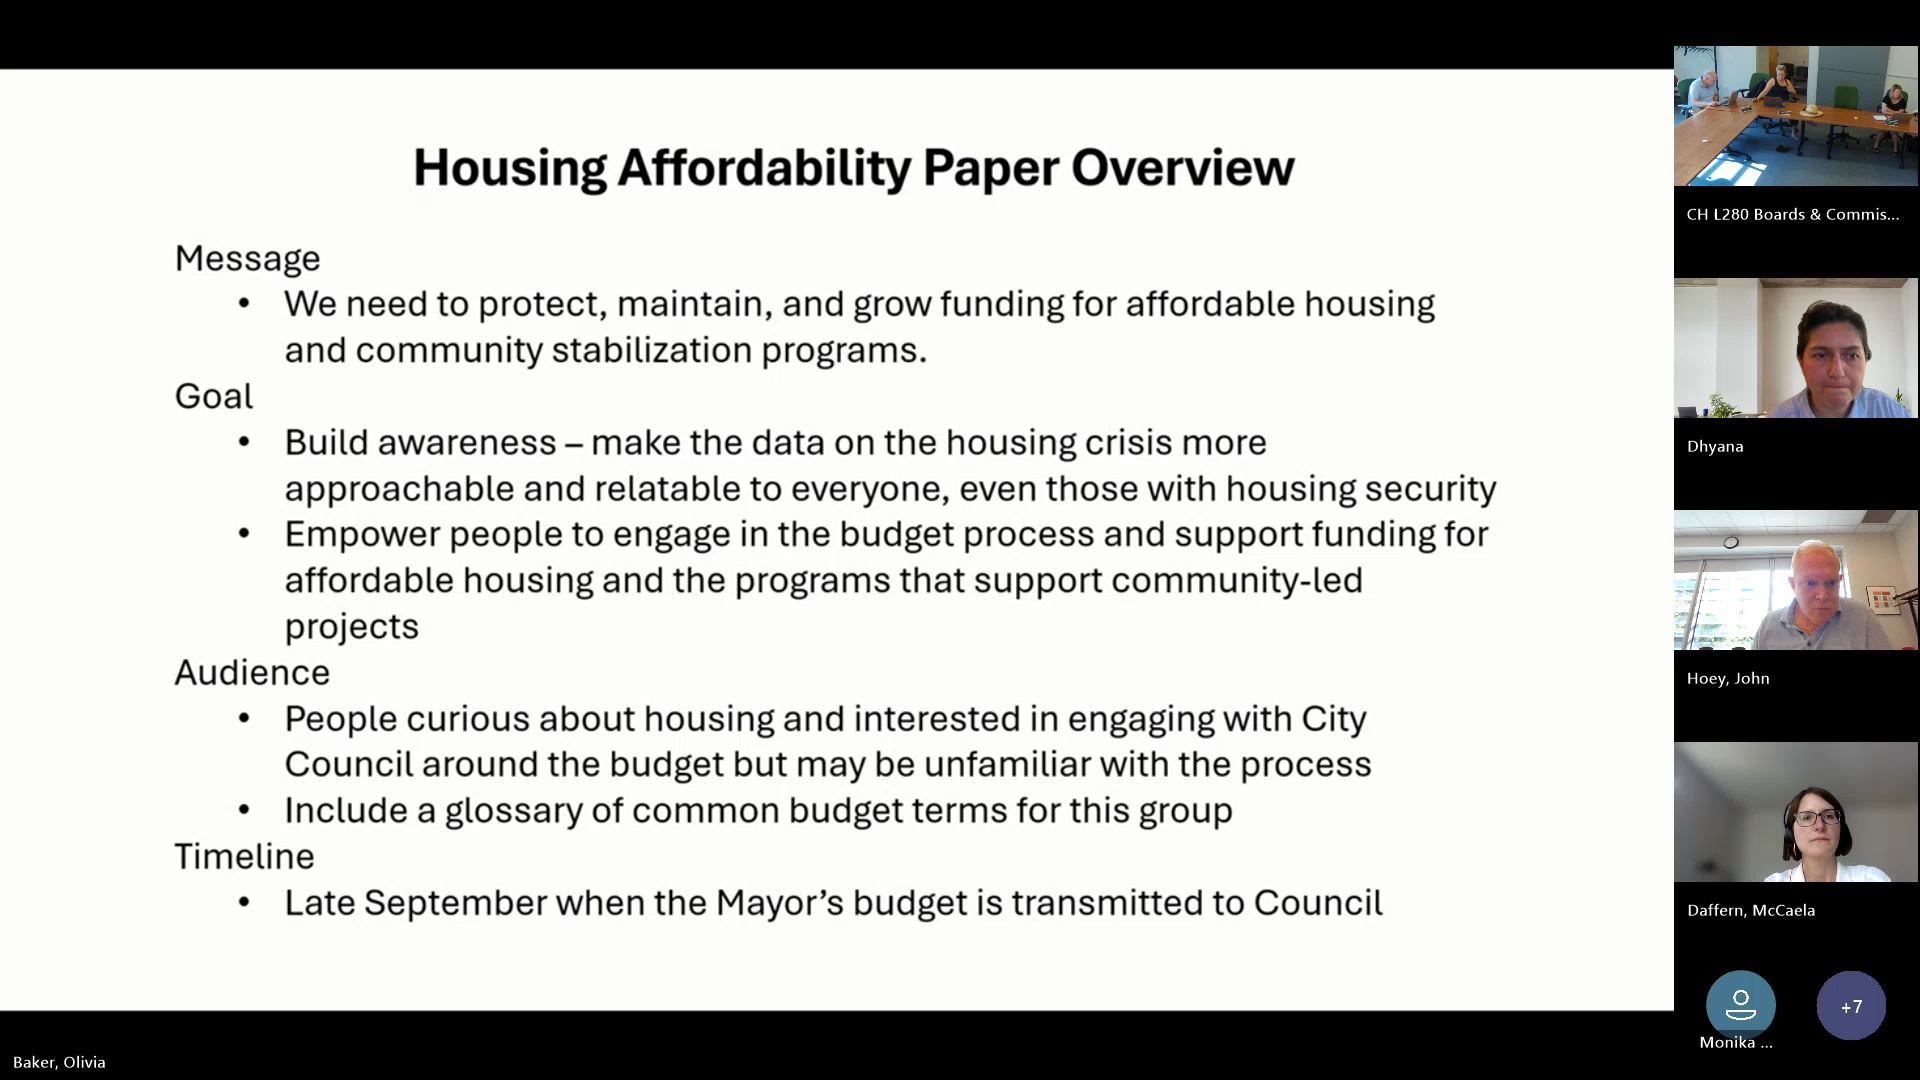 Housing Affordability Paper Overview
Message
• We need to protect, maintain, and grow funding for affordable housing
and community stabilization programs.
Goal
• Build awareness – make the data on the housing crisis more
approachable and relatable to everyone, even those with housing security
• Empower people to engage in the budget process and support funding for
affordable housing and the programs that support community-led
projects
Audience
• People curious about housing and interested in engaging with City
Council around the budget but may be unfamiliar with the process
• Include a glossary of common budget terms for this group
Timeline
• Late September when the Mayor’s budget is transmitted to Council
CH L280 Boards & Commis...
Dhyana
Hoey, John
Daffern, McCaela
+7
Monika ...
Baker, Olivia